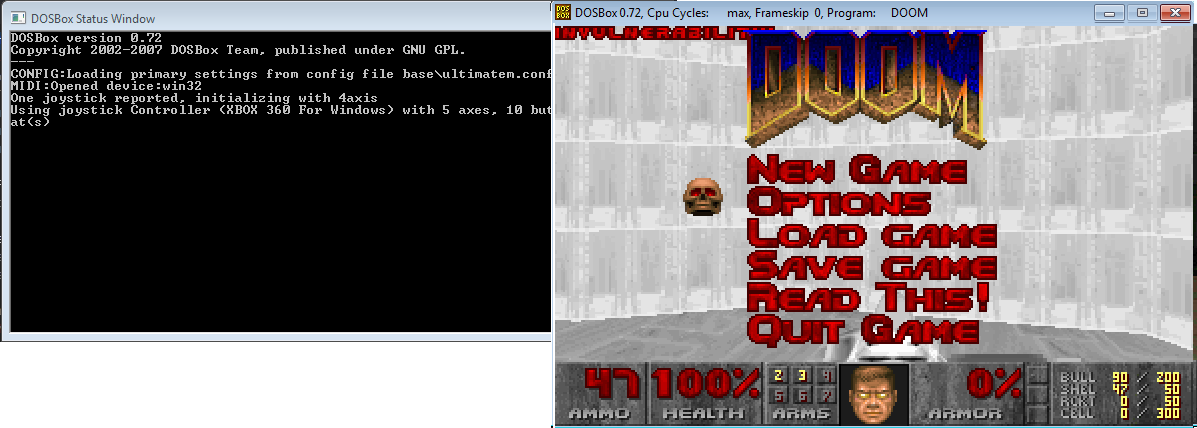 DOSBox Status Window
DOSBox version 0.72
Copyright 2002-2007 DOSBox Team, published under GNU GPL.
---
CONFIG:Loading primary settings from config file base\ultimatem.conf
MIDI:Opened device:win32
One joystick reported, initializing with 4axis
Using joystick Controller (XBOX 360 For Windows) with 5 axes, 10 but
at(s)
DOSBox 0.72, Cpu Cycles: max, Frameskip 0, Program: DOOM
DOS BOX
INVULNERABILITY
DOOM
NEW GAME
OPTIONS
LOAD GAME
SAVE GAME
READ THIS!
QUIT GAME
47 100% 2 3 4 0%
5 6 7
AMMO HEALTH ARMS ARMOR
BULL 90 / 200
SHEL 47 / 50
RCKT 0 / 50
CELL 0 / 300